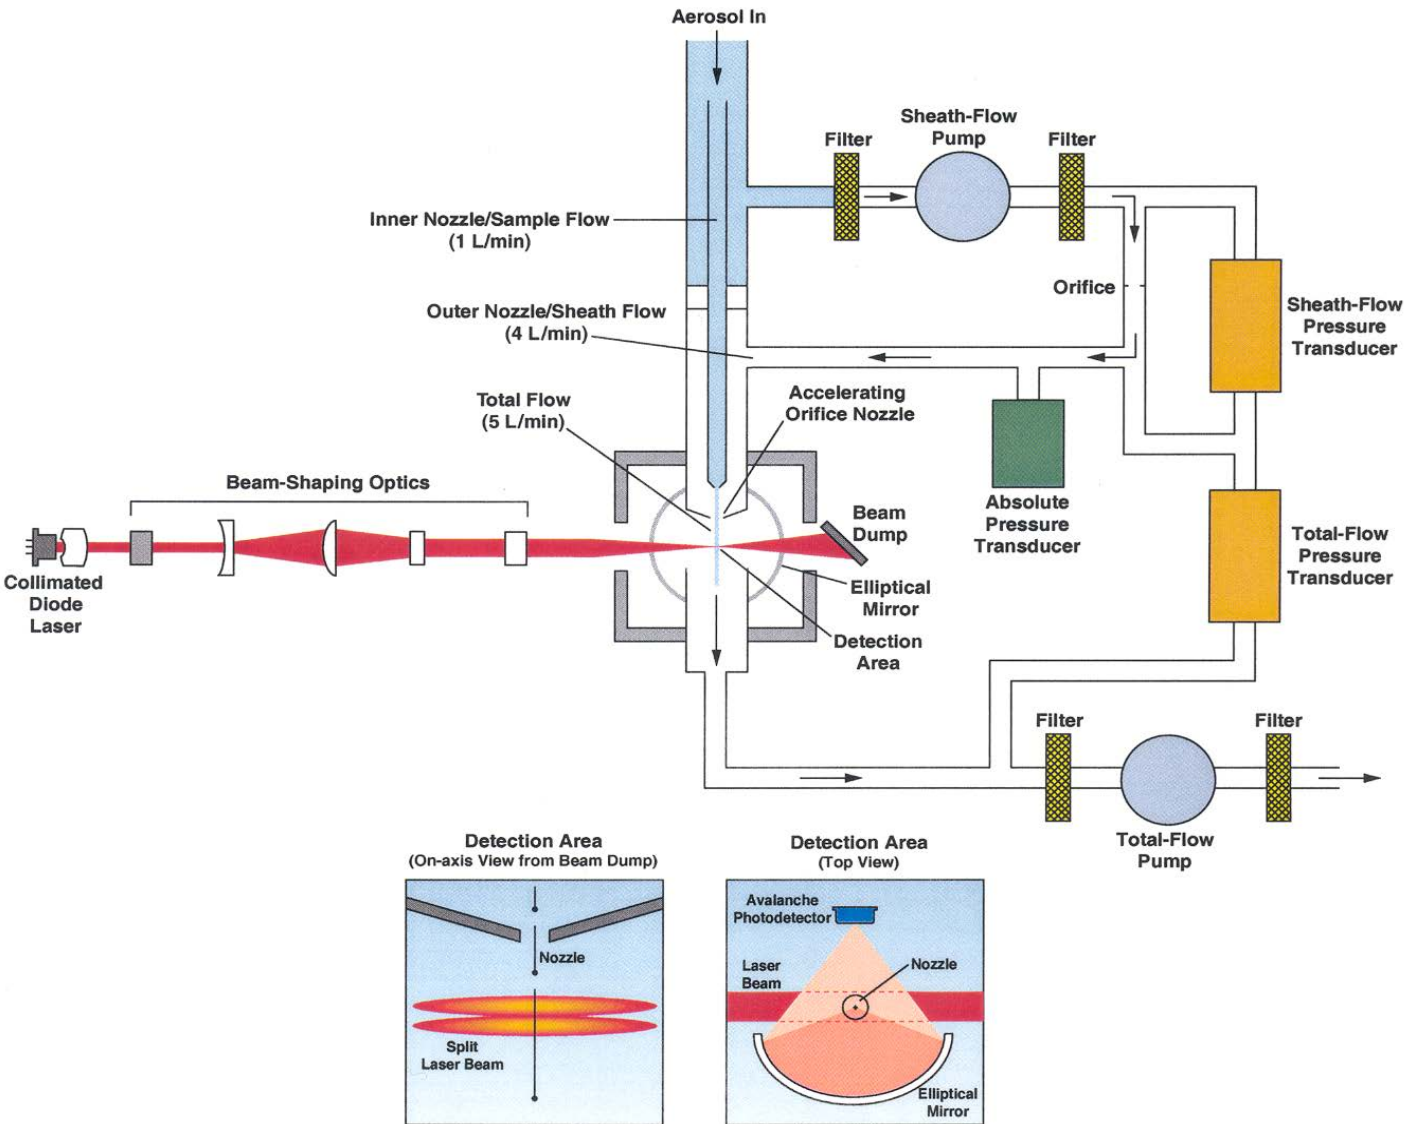 Aerosol In
Sheath-Flow
Pump
Filter
Filter
Inner Nozzle/Sample Flow
(1 L/min)
Orifice
Outer Nozzle/Sheath Flow
(4 L/min)
Sheath-Flow
Pressure
Transducer
Total Flow
(5 L/min)
Accelerating
Orifice Nozzle
Beam-Shaping Optics
Absolute
Pressure
Transducer
Beam
Dump
Total-Flow
Pressure
Transducer
Collimated
Diode
Laser
Elliptical
Mirror
Detection
Area
Filter
Filter
Total-Flow
Pump
Detection Area
(On-axis View from Beam Dump)
Nozzle
Split
Laser Beam
Detection Area
(Top View)
Avalanche
Photodetector
Laser
Beam
Nozzle
Elliptical
Mirror